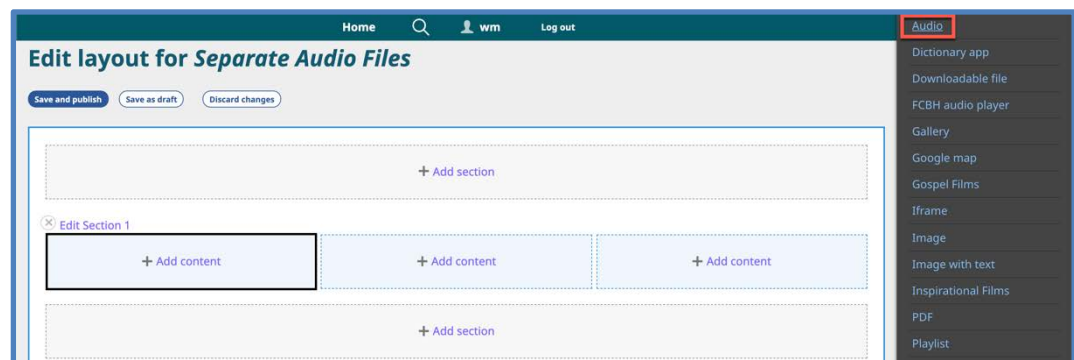 Home wm Log out
Edit layout for Separate Audio Files
Save and publish Save as draft Discard changes
+ Add section
Edit Section 1
+ Add content + Add content + Add content
+ Add section
Audio
Dictionary app
Downloadable file
FCBH audio player
Gallery
Google map
Gospel Films
Iframe
Image
Image with text
Inspirational Films
PDF
Playlist